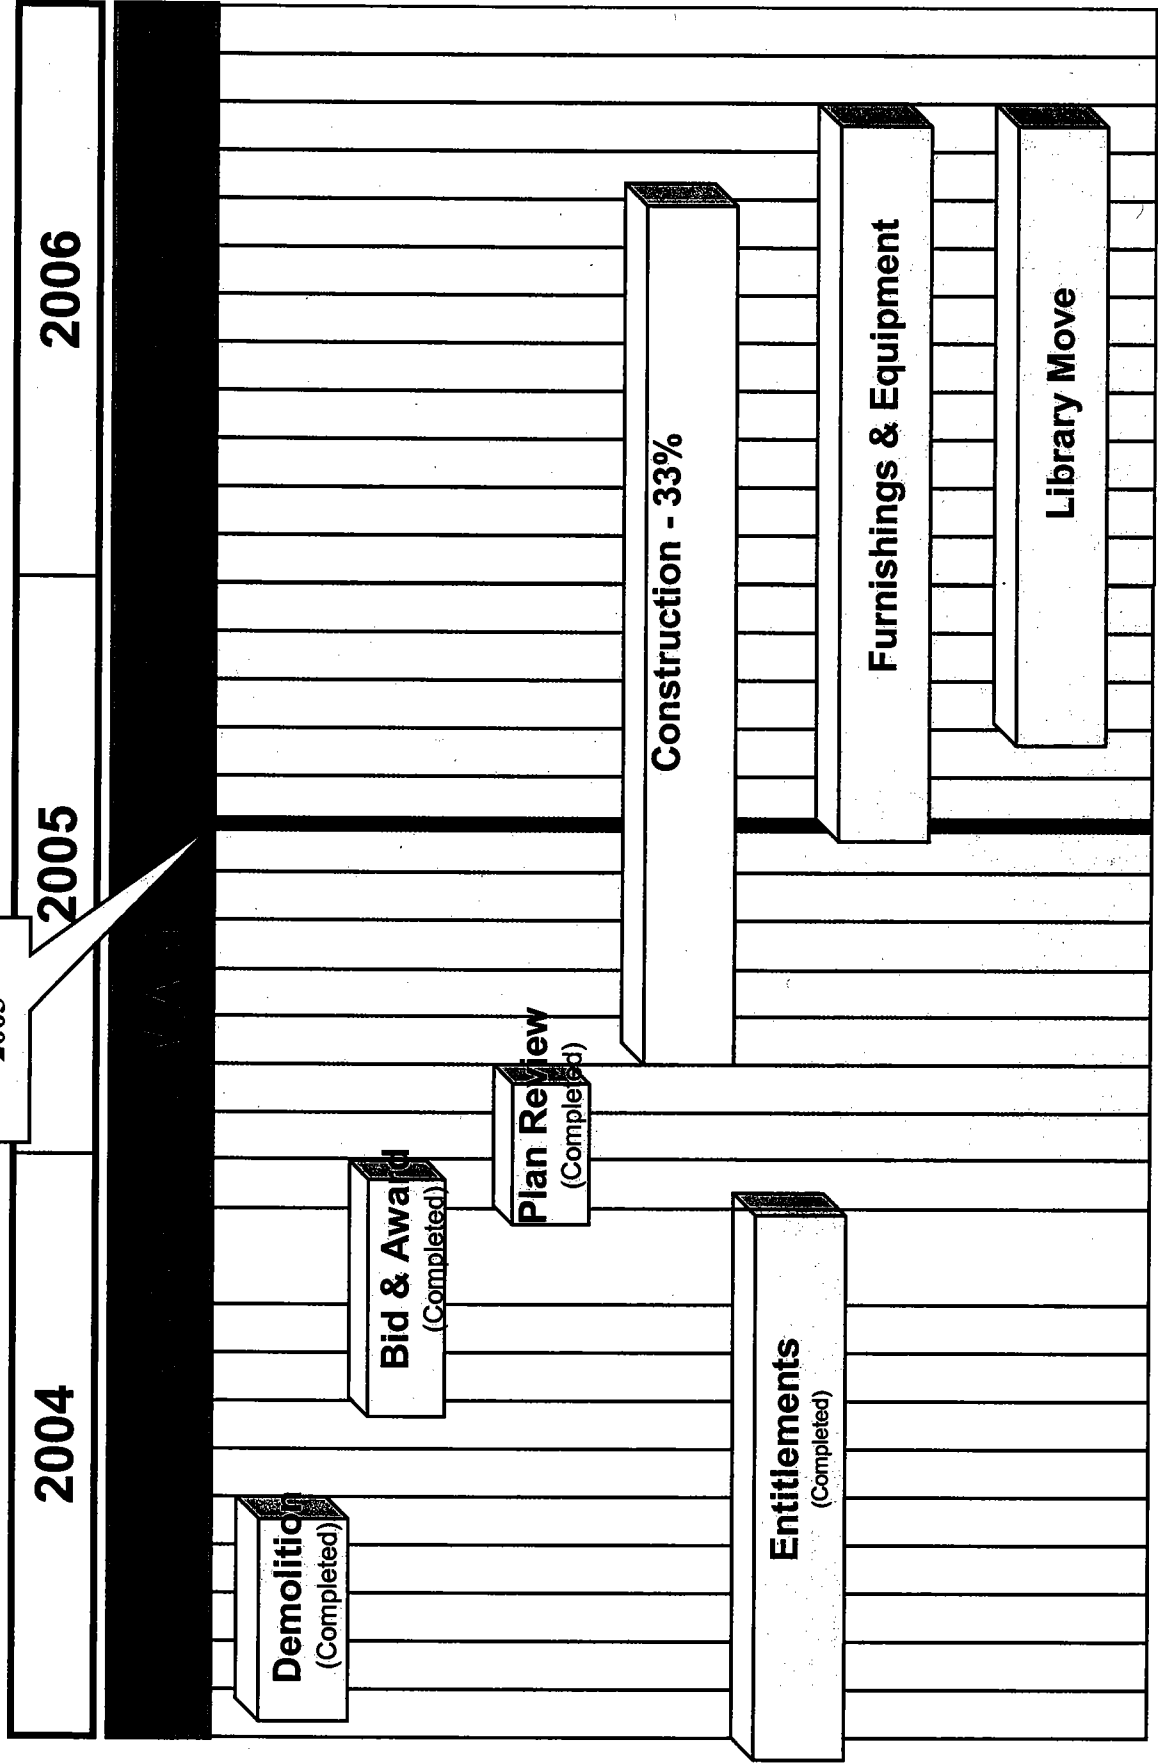 2005
2004
2005
2006
Demolition
(Completed)
Bid & Award
(Completed)
Plan Review
(Completed)
Construction - 33%
Entitlements
(Completed)
Furnishings & Equipment
Library Move